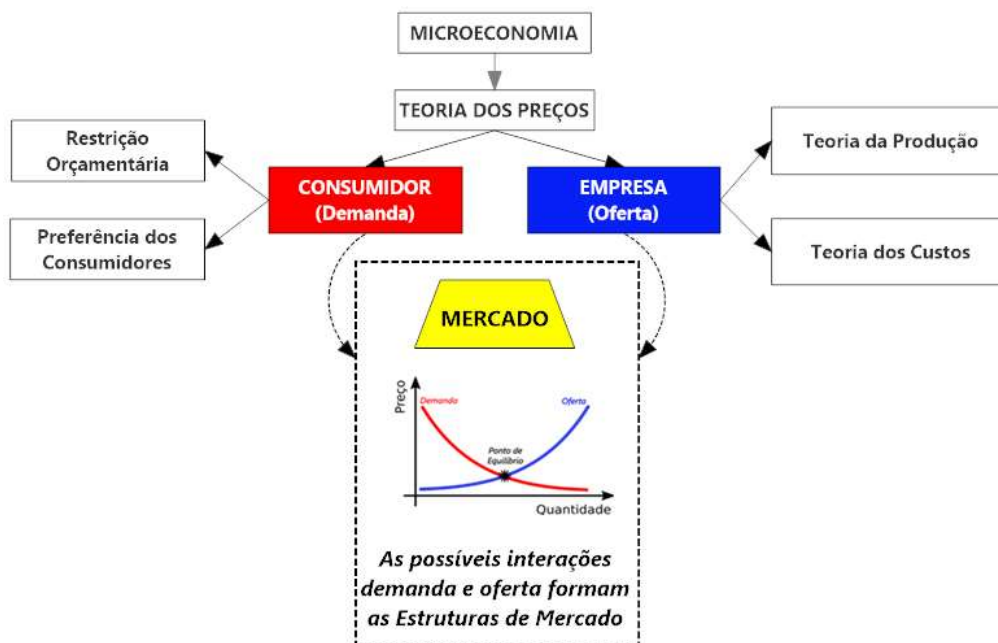 MICROECONOMIA
TEORIA DOS PREÇOS
Restrição
Orçamentária
Preferência dos
Consumidores
CONSUMIDOR
(Demanda)
EMPRESA
(Oferta)
Teoria da Produção
Teoria dos Custos
MERCADO
Preço
Demanda
Oferta
Ponto de
Equilíbrio
Quantidade
As possíveis interações
demanda e oferta formam
as Estruturas de Mercado